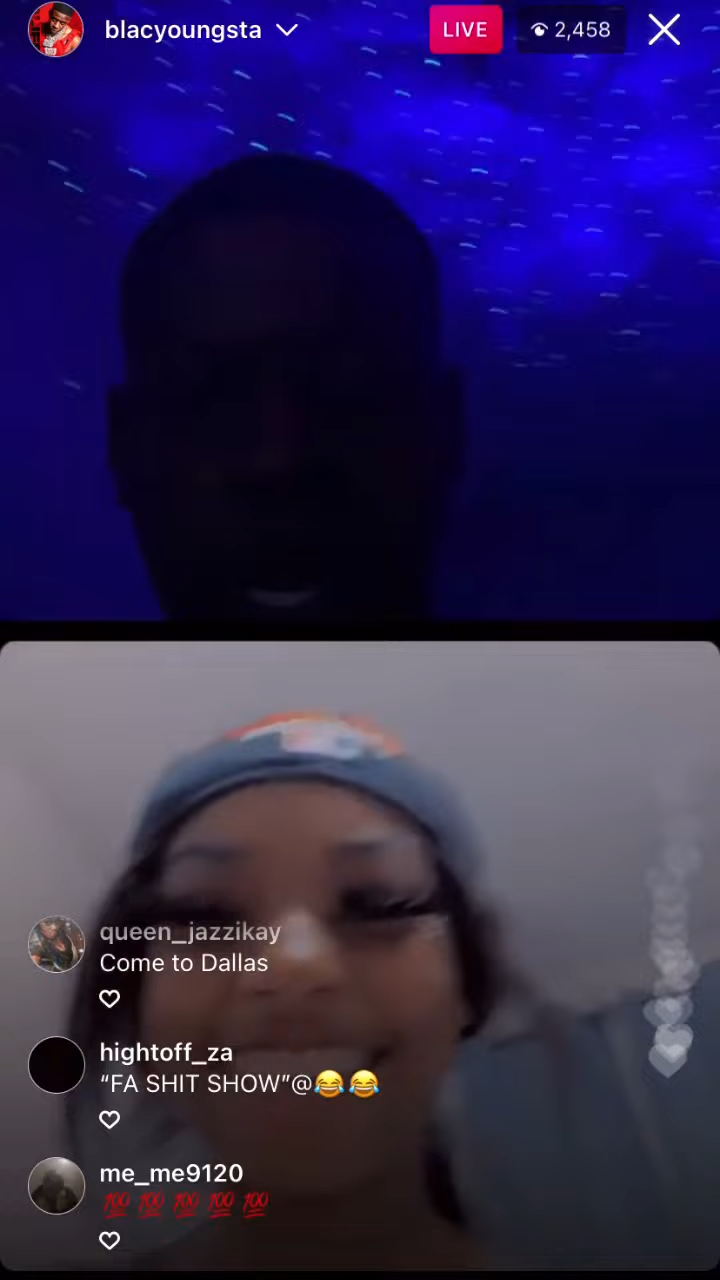 blacyoungsta
LIVE
2,458
queen_jazzikay
Come to Dallas
hightoff_za
“FA SHIT SHOW”@😂😂
me_me9120
💯💯💯💯💯